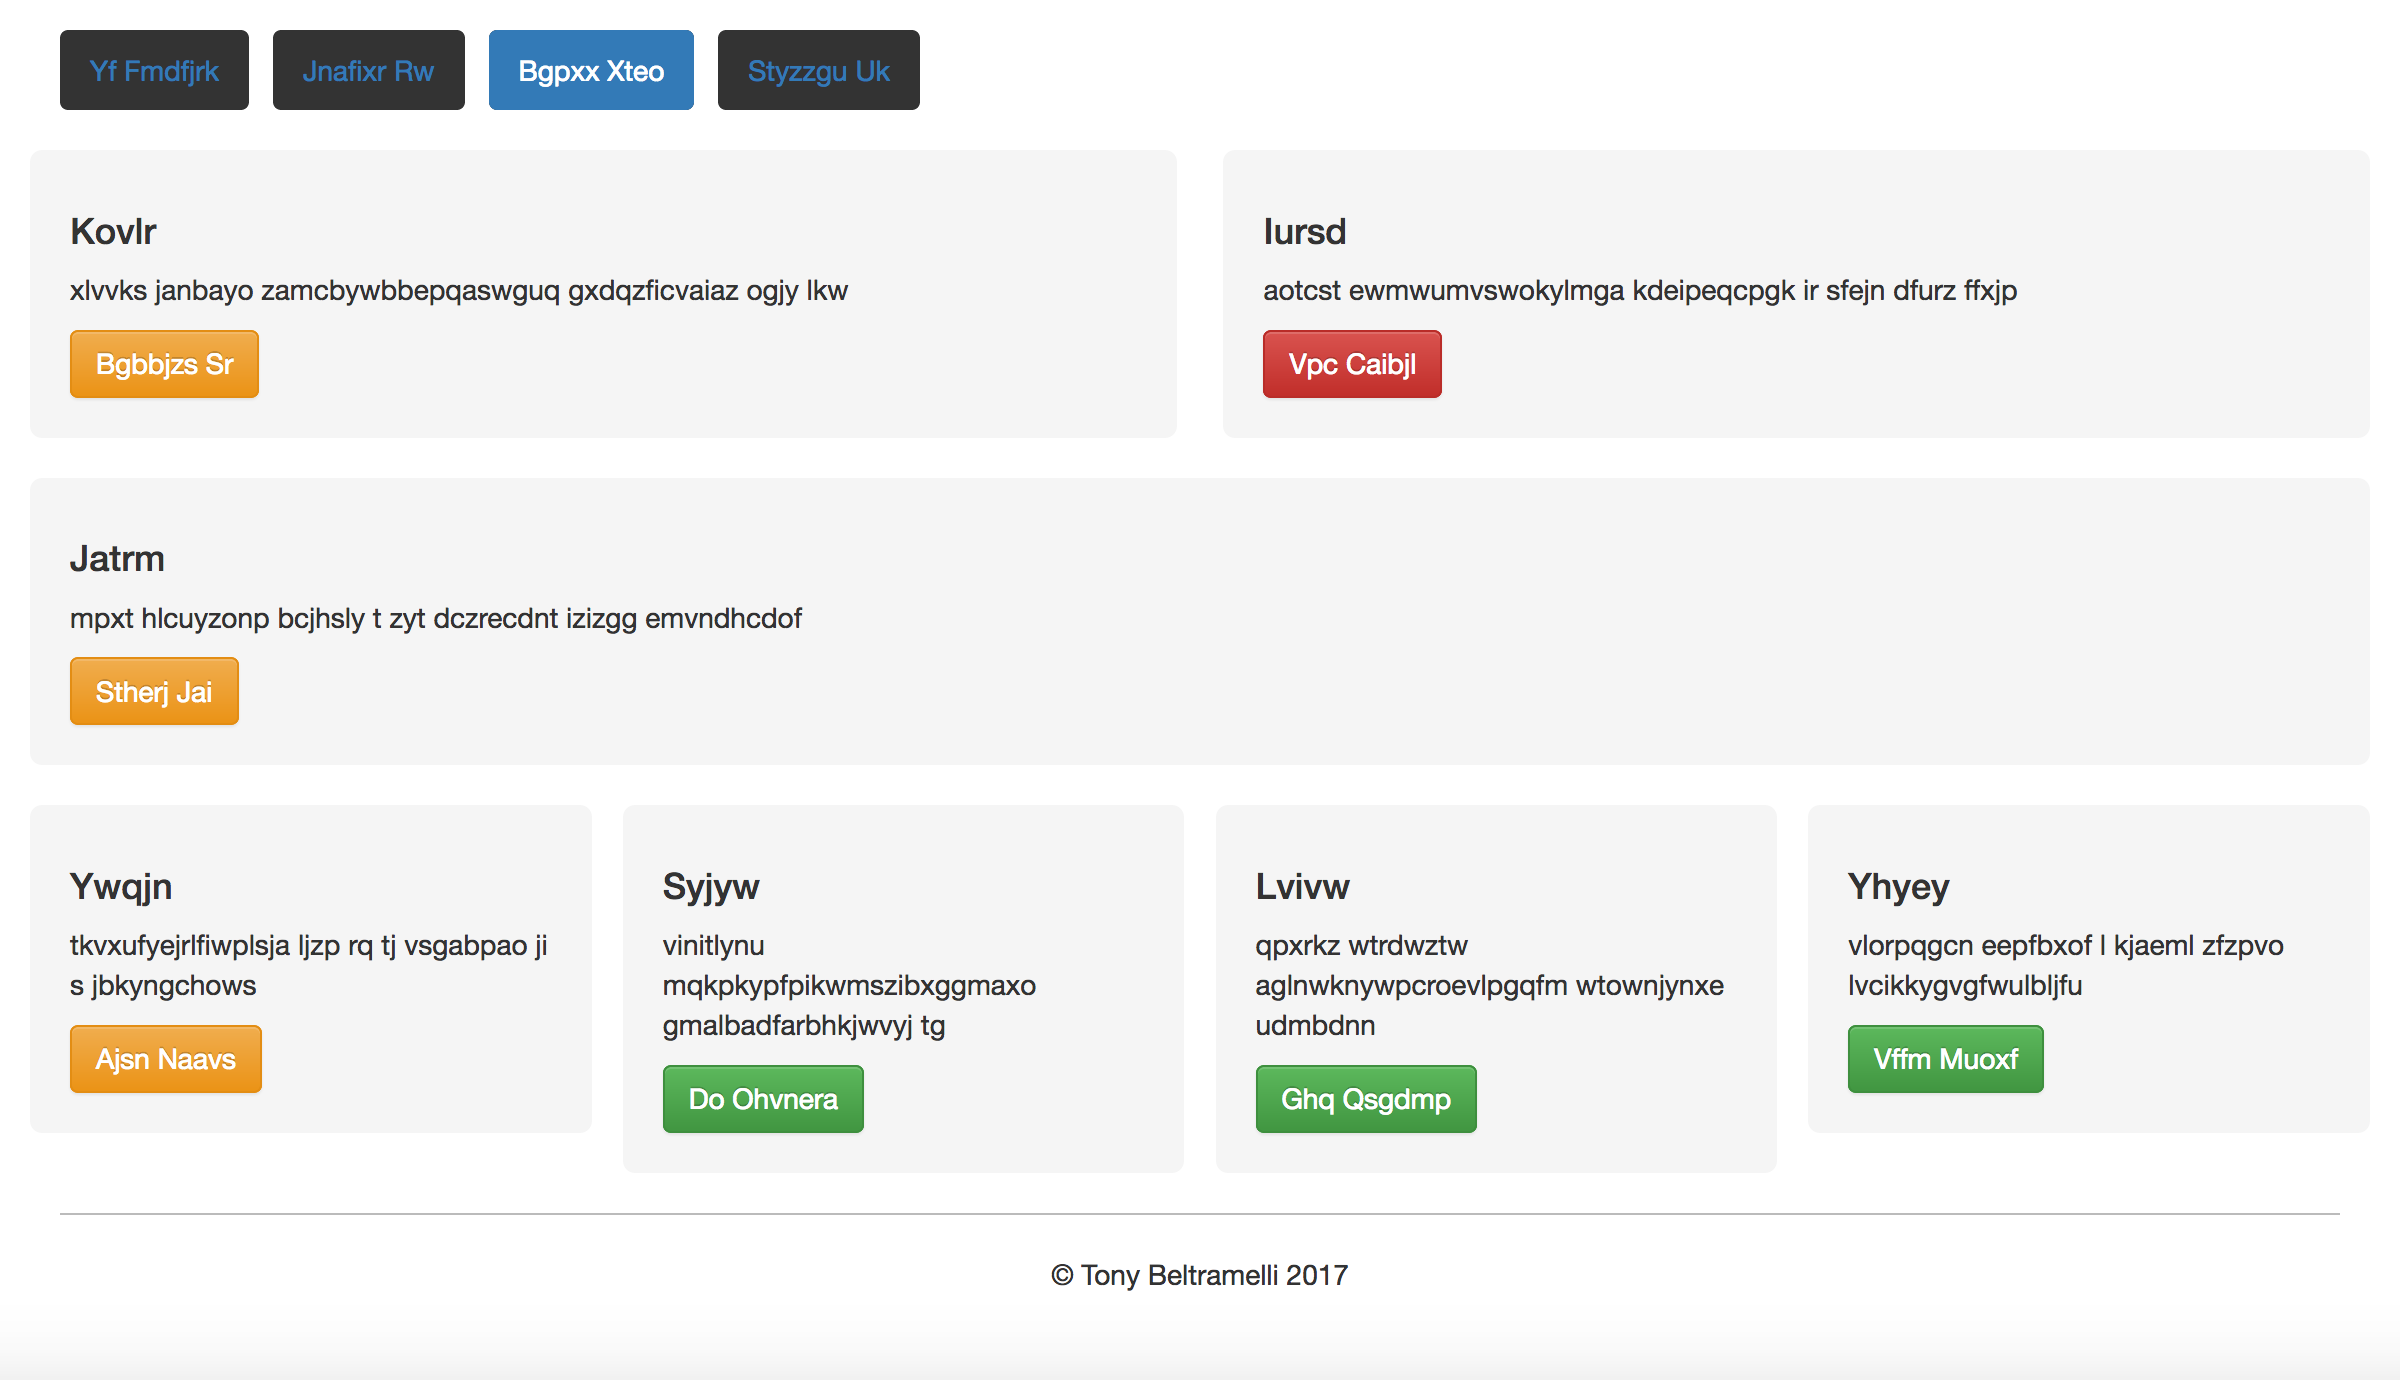 Yf Fmdfjrk
Jnafixr Rw
Bgpxx Xteo
Styzzgu Uk
Kovlr
xlvvks janbayo zamcbywbbepqaswguq gxdqzficvaiaz ogjy lkw
Bgbbjzs Sr
Iursd
aotcst ewmwumvswokylmga kdeipeqcpgk ir sfejn dfurz ffxjp
Vpc Caibjl
Jatrm
mpxt hlcuyzonp bcjhsly t zyt dczrecdnt izizgg emvndhcdof
Stherj Jai
Ywqjn
tkvxufyejrlfiwplsja ljzp rq tj vsgabpao ji
s jbkyngchows
Ajsn Naavs
Syjyw
vinitlynu
mqkpkypfpikwmszibxggmaxo
gmalbadfarbhkjwvyj tg
Do Ohvnera
Lvivw
qpxrkz wtrdwztw
aglnwknywpcroevlpgqfm wtownjynxe
udmbdnn
Ghq Qsgdmp
Yhyey
vlorpqgcn eepfbxof l kjaeml zfzpvo
lvcikkygvgfwulbljfu
Vffm Muoxf
© Tony Beltramelli 2017